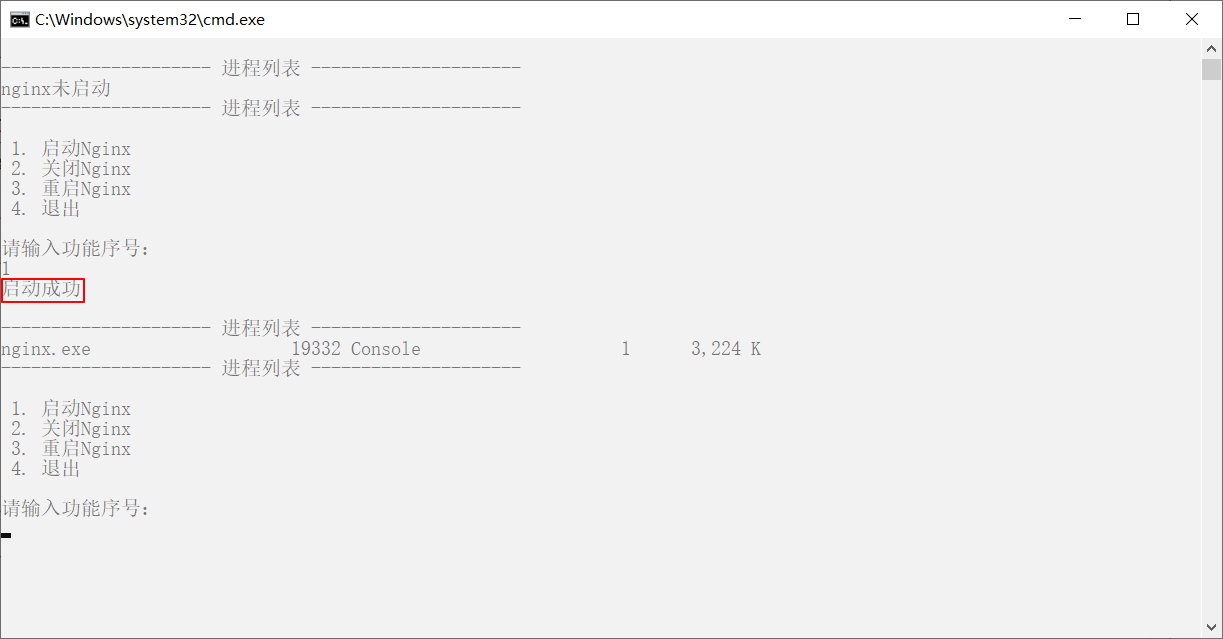 C:\Windows\system32\cmd.exe
--------------------- 进程列表 ---------------------
nginx未启动
--------------------- 进程列表 ---------------------
1. 启动Nginx
2. 关闭Nginx
3. 重启Nginx
4. 退出
请输入功能序号:
1
启动成功
--------------------- 进程列表 ---------------------
nginx.exe                    19332 Console                    1      3,224 K
--------------------- 进程列表 ---------------------
1. 启动Nginx
2. 关闭Nginx
3. 重启Nginx
4. 退出
请输入功能序号: